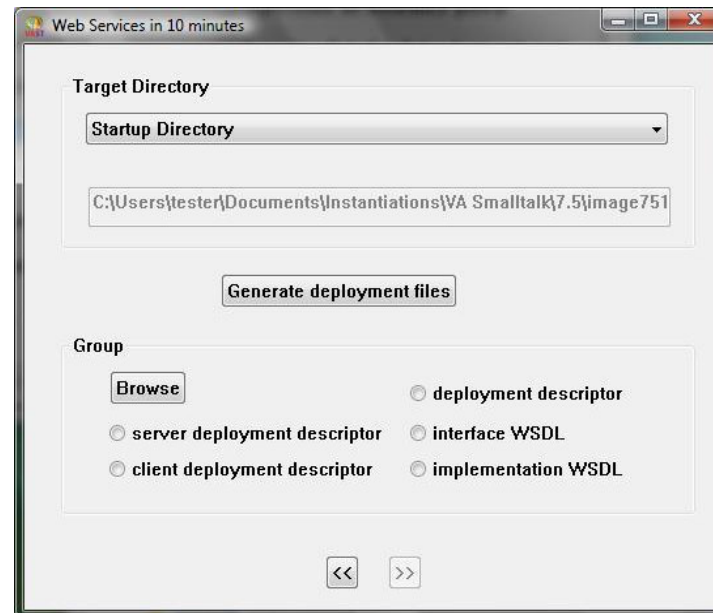 Web Services in 10 minutes
Target Directory
Startup Directory
C:\Users\tester\Documents\Instantiations\VA Smalltalk\7.5\image751
Generate deployment files
Group
Browse
deployment descriptor
server deployment descriptor
interface WSDL
client deployment descriptor
implementation WSDL
<< >>